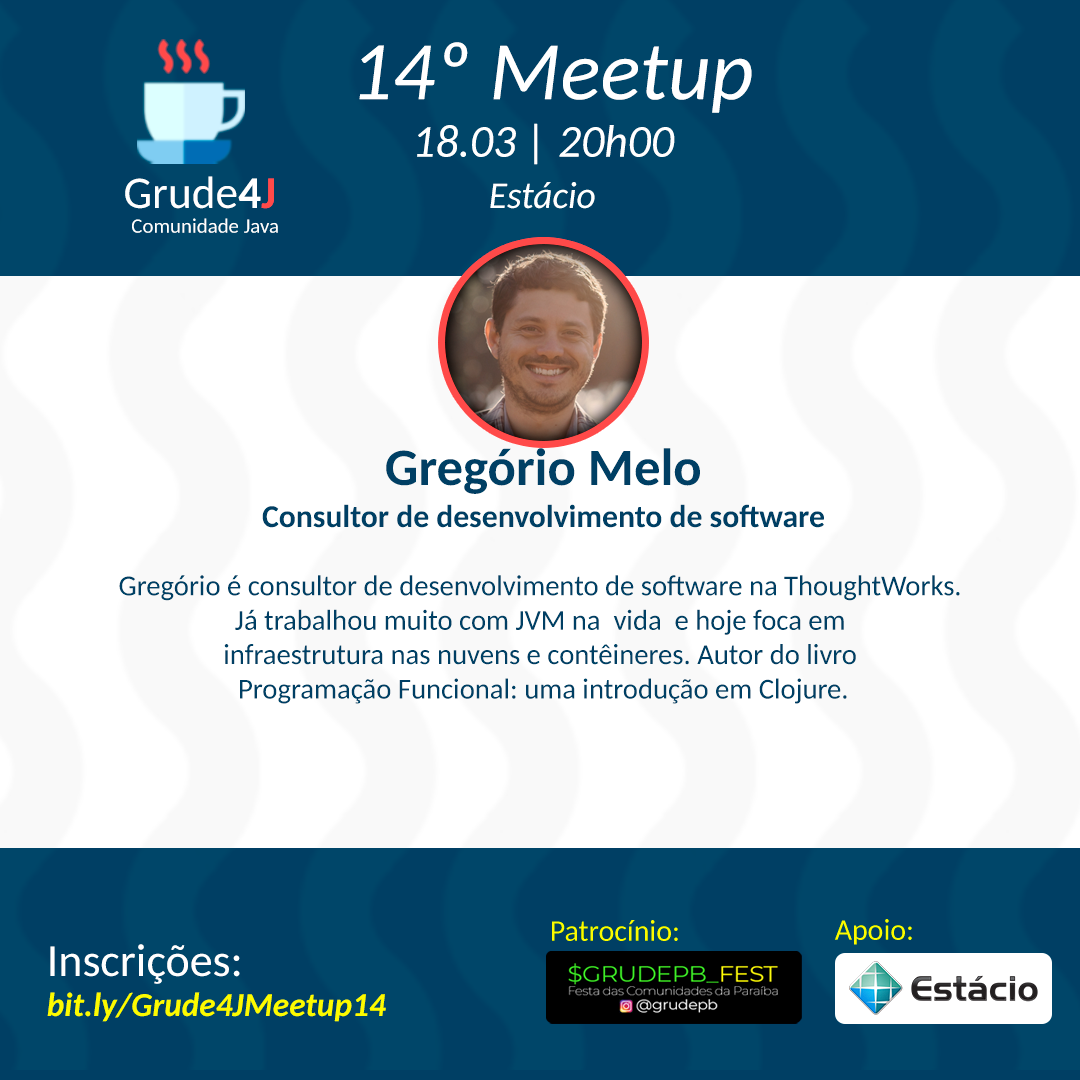 14º Meetup
18.03 | 20h00
Estácio
Grude4J
Comunidade Java
Gregório Melo
Consultor de desenvolvimento de software
Gregório é consultor de desenvolvimento de software na ThoughtWorks.
Já trabalhou muito com JVM na vida e hoje foca em
infraestrutura nas nuvens e contêineres. Autor do livro
Programação Funcional: uma introdução em Clojure.
Inscrições:
bit.ly/Grude4JMeetup14
Patrocínio:
$GRUDEPB_FEST
Festa das Comunidades da Paraíba
@grudepb
Apoio:
Estácio